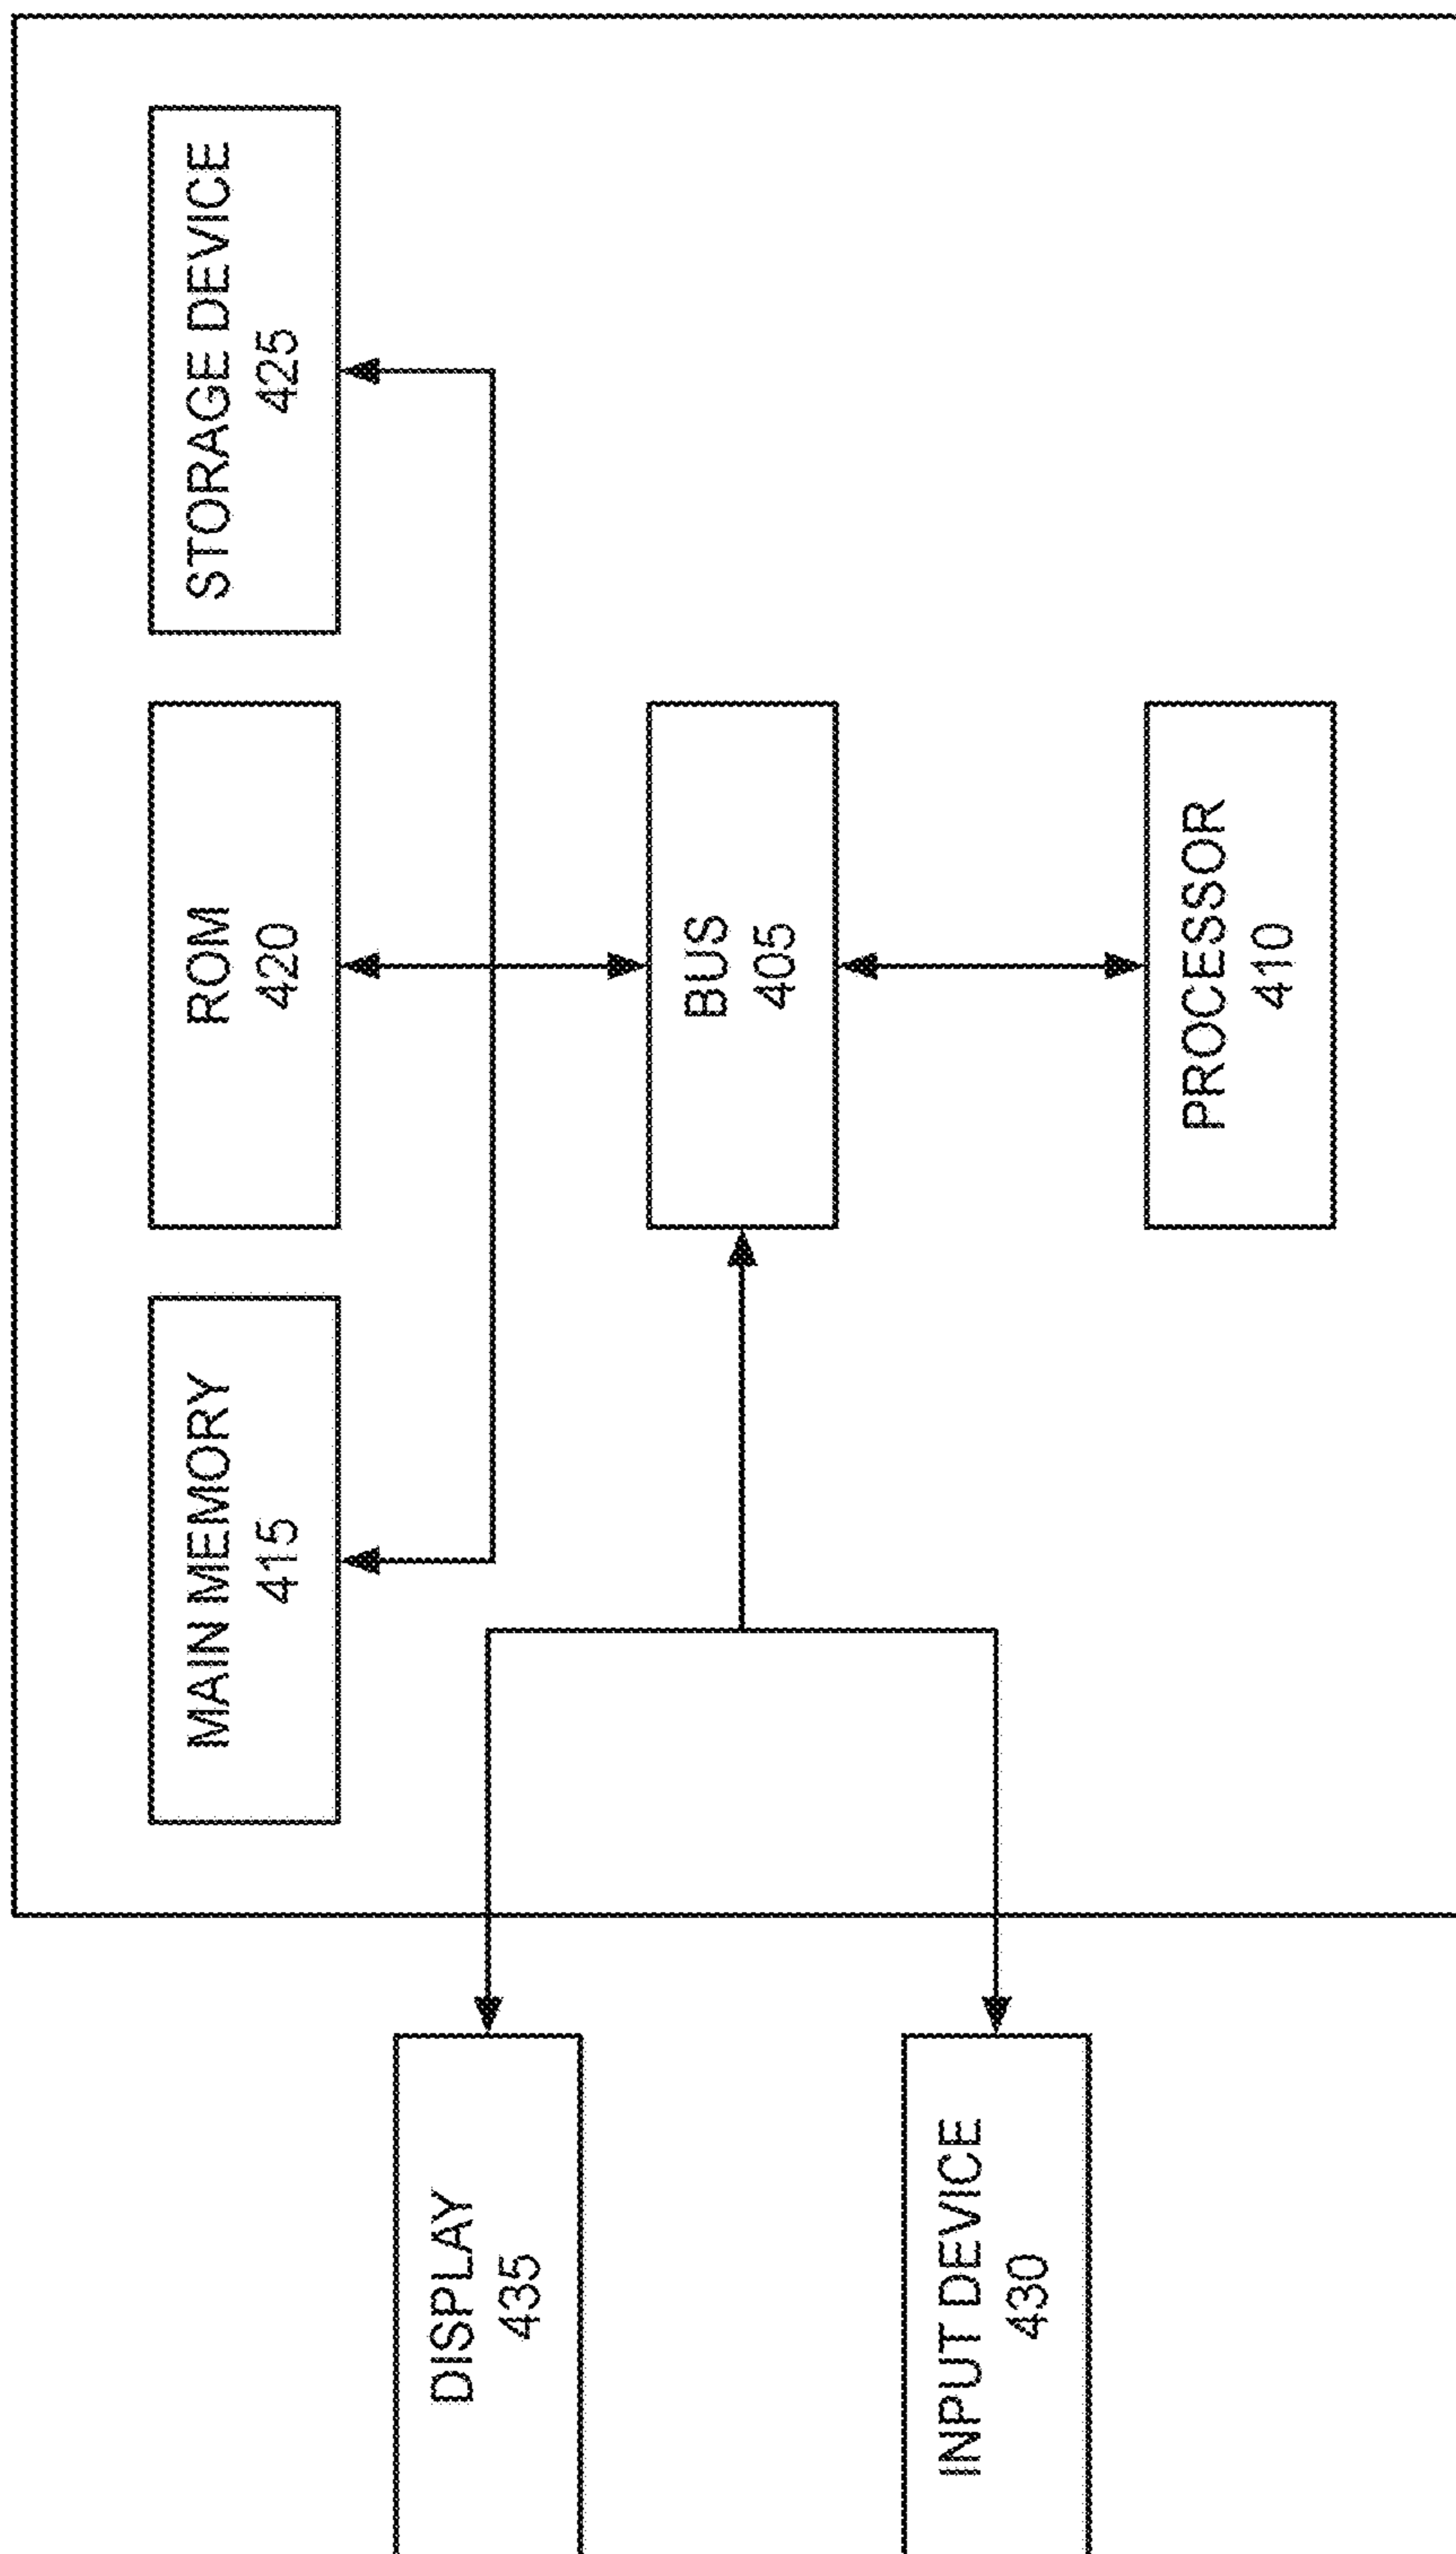 MAIN MEMORY
415
ROM
420
STORAGE DEVICE
425
DISPLAY
435
BUS
405
INPUT DEVICE
430
PROCESSOR
410